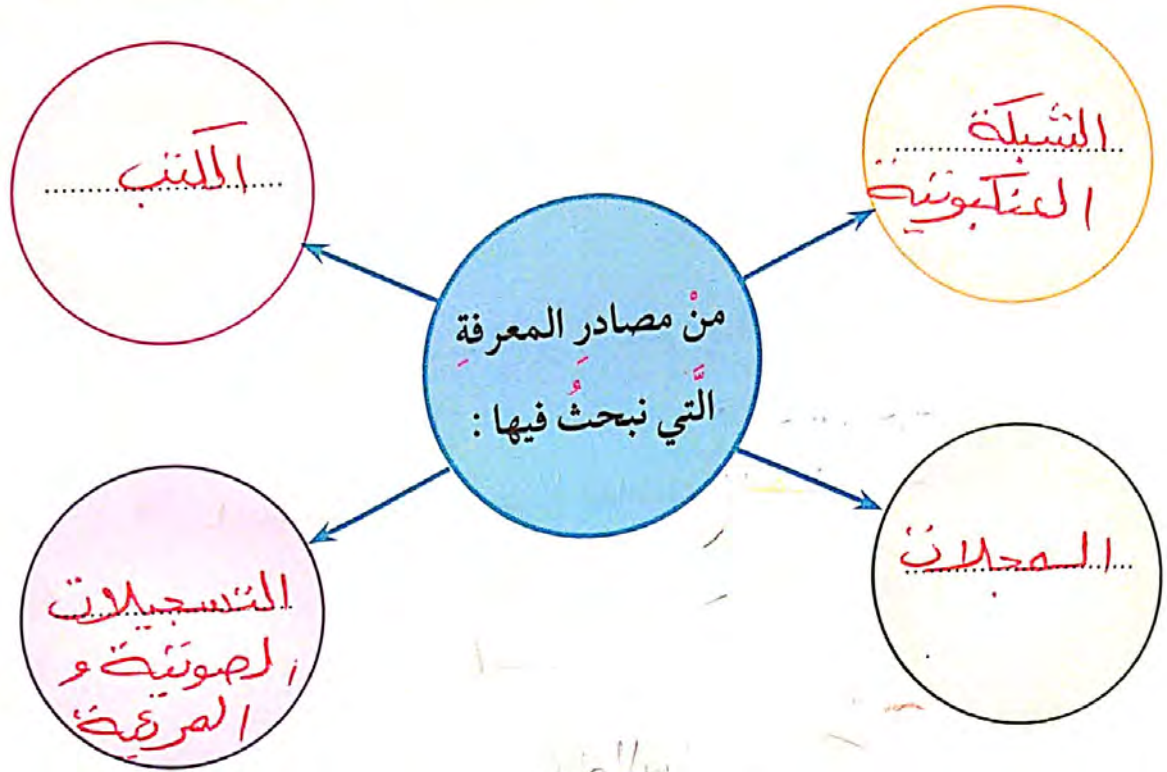 الشبكة
العنكبوتية
الكتب
منْ مصادرِ المعرفةِ
الَّتي نبحثُ فيها :
المجلات
التسجيلات
الصوتية و
المرئية